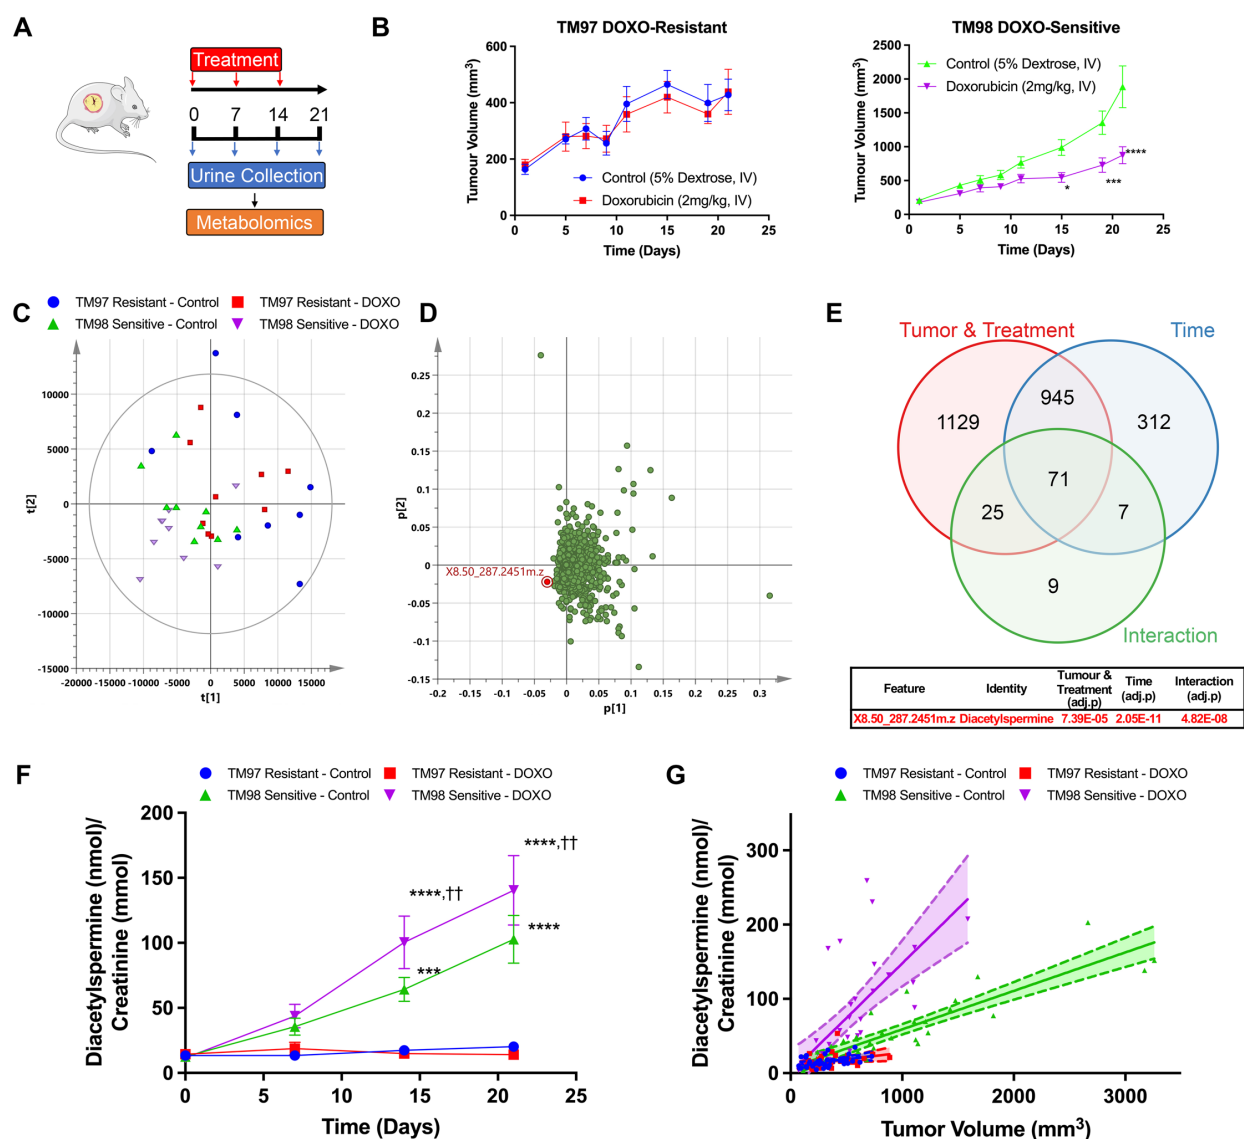 A
Treatment
0 7 14 21
Urine Collection
Metabolomics
B
TM97 DOXO-Resistant
Tumour Volume (mm³)
600
400
200
0
0 5 10 15 20 25
Time (Days)
Control (5% Dextrose, IV)
Doxorubicin (2mg/kg, IV)
TM98 DOXO-Sensitive
Tumour Volume (mm³)
2500
2000
1500
1000
500
0
0 5 10 15 20 25
Time (Days)
Control (5% Dextrose, IV)
Doxorubicin (2mg/kg, IV)
*
***
****
C
TM97 Resistant - Control
TM97 Resistant - DOXO
TM98 Sensitive - Control
TM98 Sensitive - DOXO
t[2]
10000
5000
0
-5000
-10000
-15000
-20000 -15000 -10000 -5000 0 5000 10000 15000
t[1]
D
p[2]
0.25
0.2
0.15
0.1
0.05
0
-0.05
-0.1
-0.15
X8.50_287.2451m.z
-0.2 -0.1 0 0.05 0.1 0.15 0.2 0.3
p[1]
E
Tumor & Treatment
Time
945
1129
312
71
25
7
9
Interaction
Feature Identity Tumour & Treatment (adj.p) Time (adj.p) Interaction (adj.p)
X8.50_287.2451m.z Diacetylspermine 7.39E-05 2.05E-11 4.82E-08
F
TM97 Resistant - Control
TM97 Resistant - DOXO
TM98 Sensitive - Control
TM98 Sensitive - DOXO
Diacetylspermine (nmol)/
Creatinine (mmol)
200
150
100
50
0
****,††
****,††
****
***
0 5 10 15 20 25
Time (Days)
G
TM97 Resistant - Control
TM97 Resistant - DOXO
TM98 Sensitive - Control
TM98 Sensitive - DOXO
Diacetylspermine (nmol)/
Creatinine (mmol)
300
200
100
0
0 1000 2000 3000
Tumor Volume (mm³)